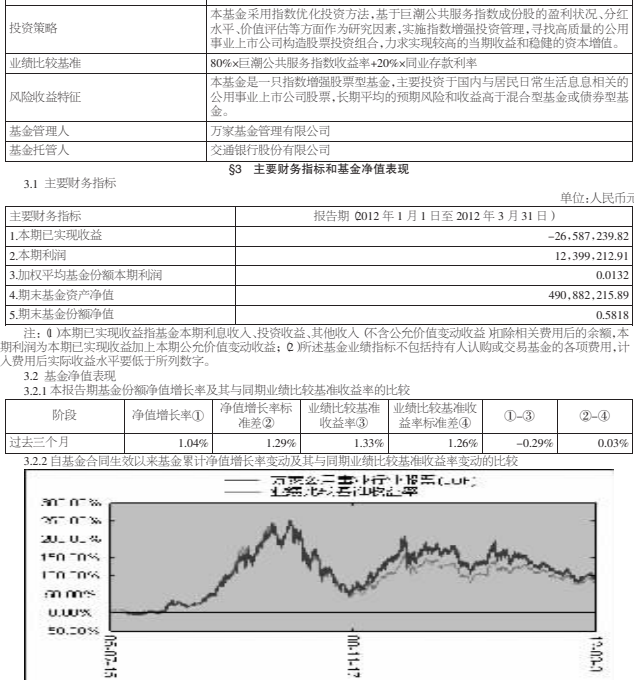 投资策略
本基金采用指数优化投资方法，基于巨潮公共服务指数成份股的盈利状况、分红
水平、价值评估等方面作为研究因素，实施指数增强投资管理，寻找高质量的公用
事业上市公司构造股票投资组合，力求实现较高的当期收益和稳健的资本增值。
业绩比较基准
80%×巨潮公共服务指数收益率+20%×同业存款利率
风险收益特征
本基金是一只指数增强股票型基金，主要投资于国内与居民日常生活息息相关的
公用事业上市公司股票，长期平均的预期风险和收益高于混合型基金或债券型基
金。
基金管理人
万家基金管理有限公司
基金托管人
交通银行股份有限公司
§3 主要财务指标和基金净值表现
3.1 主要财务指标
单位：人民币元
主要财务指标
报告期（2012 年 1 月 1 日至 2012 年 3 月 31 日）
1.本期已实现收益
-26,587,239.82
2.本期利润
12,399,212.91
3.加权平均基金份额本期利润
0.0132
4.期末基金资产净值
490,882,215.89
5.期末基金份额净值
0.5818
注：（1）本期已实现收益指基金本期利息收入、投资收益、其他收入（不含公允价值变动收益）扣除相关费用后的余额，本
期利润为本期已实现收益加上本期公允价值变动收益；（2）所述基金业绩指标不包括持有人认购或交易基金的各项费用，计
入费用后实际收益水平要低于所列数字。
3.2 基金净值表现
3.2.1 本报告期基金份额净值增长率及其与同期业绩比较基准收益率的比较
阶段
净值增长率①
净值增长率标
准差②
业绩比较基准
收益率③
业绩比较基准收
益率标准差④
①-③
②-④
过去三个月
1.04%
1.29%
1.33%
1.26%
-0.29%
0.03%
3.2.2 自基金合同生效以来基金累计净值增长率变动及其与同期业绩比较基准收益率变动的比较
300.00%
250.00%
200.00%
150.00%
100.00%
50.00%
0.00%
50.00%